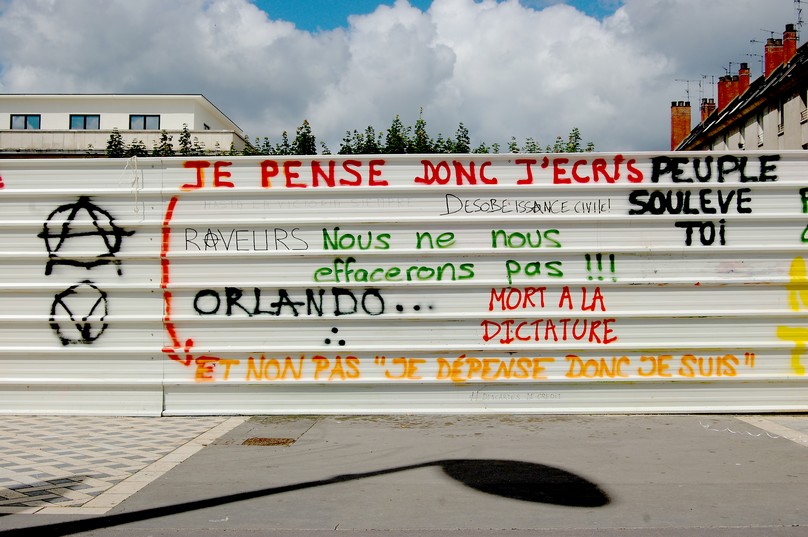 JE PENSE DONC J'ECRIS
PEUPLE
SOULEVE
TOI
DESOBEISSANCE CIVILE!
RAVEURS
Nous ne nous
effacerons pas !!!
ORLANDO...
MORT A LA
DICTATURE
ET NON PAS "JE DÉPENSE DONC JE SUIS"